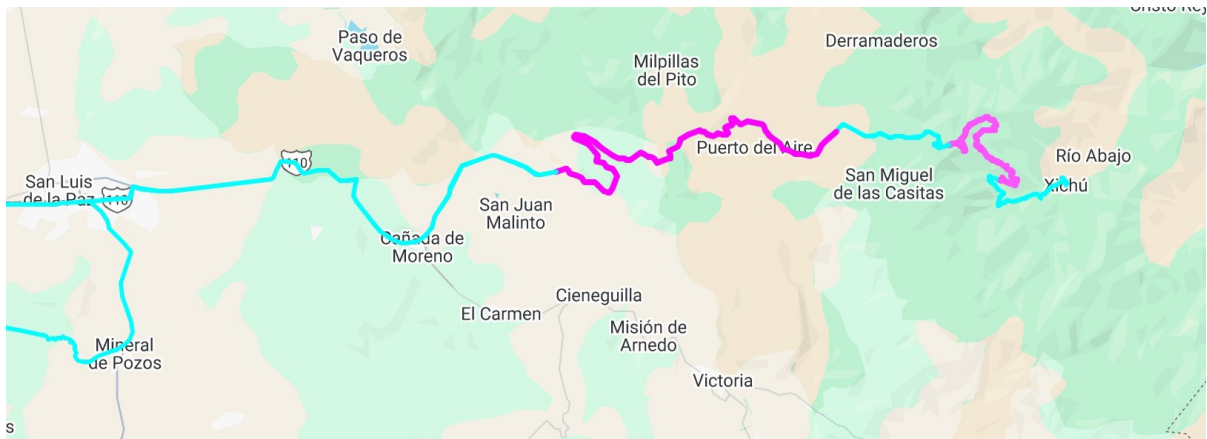 Cristo Rey
Paso de
Vaqueros
Derramaderos
Milpillas
del Pito
Puerto del Aire
Río Abajo
Xichú
San Miguel
de las Casitas
110
San Luis
de la Paz
110
San Juan
Malinto
Cañada de
Moreno
Cieneguilla
El Carmen
Misión de
Arnedo
Mineral
de Pozos
Victoria
s